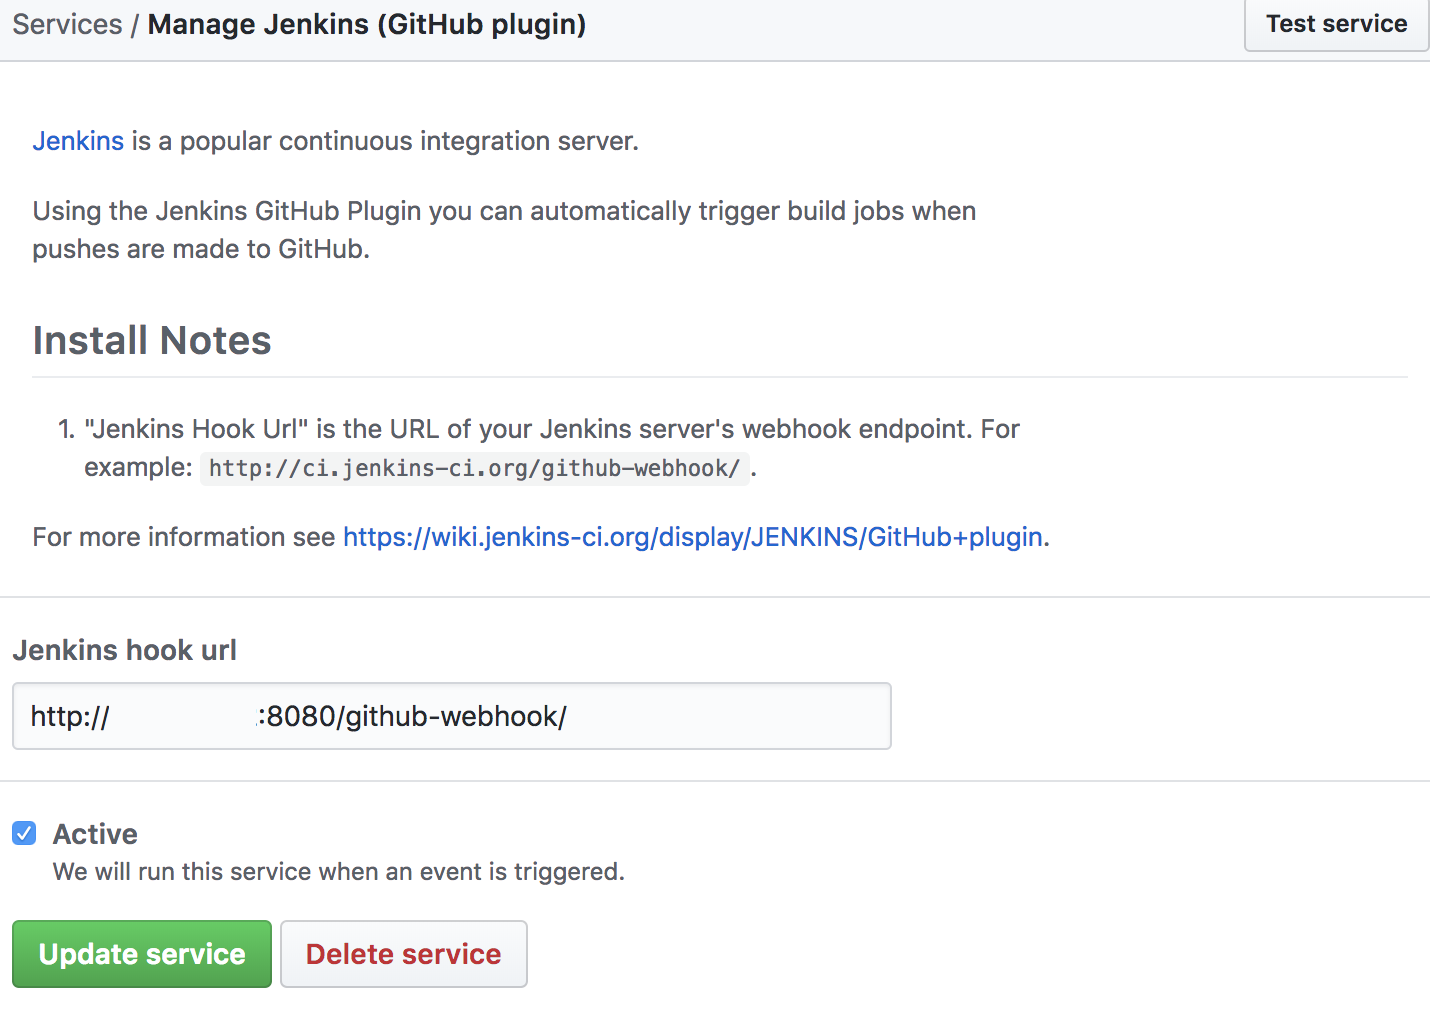 Services / Manage Jenkins (GitHub plugin)
Test service
Jenkins is a popular continuous integration server.
Using the Jenkins GitHub Plugin you can automatically trigger build jobs when
pushes are made to GitHub.
Install Notes
1. "Jenkins Hook Url" is the URL of your Jenkins server's webhook endpoint. For
example: http://ci.jenkins-ci.org/github-webhook/ .
For more information see https://wiki.jenkins-ci.org/display/JENKINS/GitHub+plugin.
Jenkins hook url
http:// :8080/github-webhook/
Active
We will run this service when an event is triggered.
Update service
Delete service